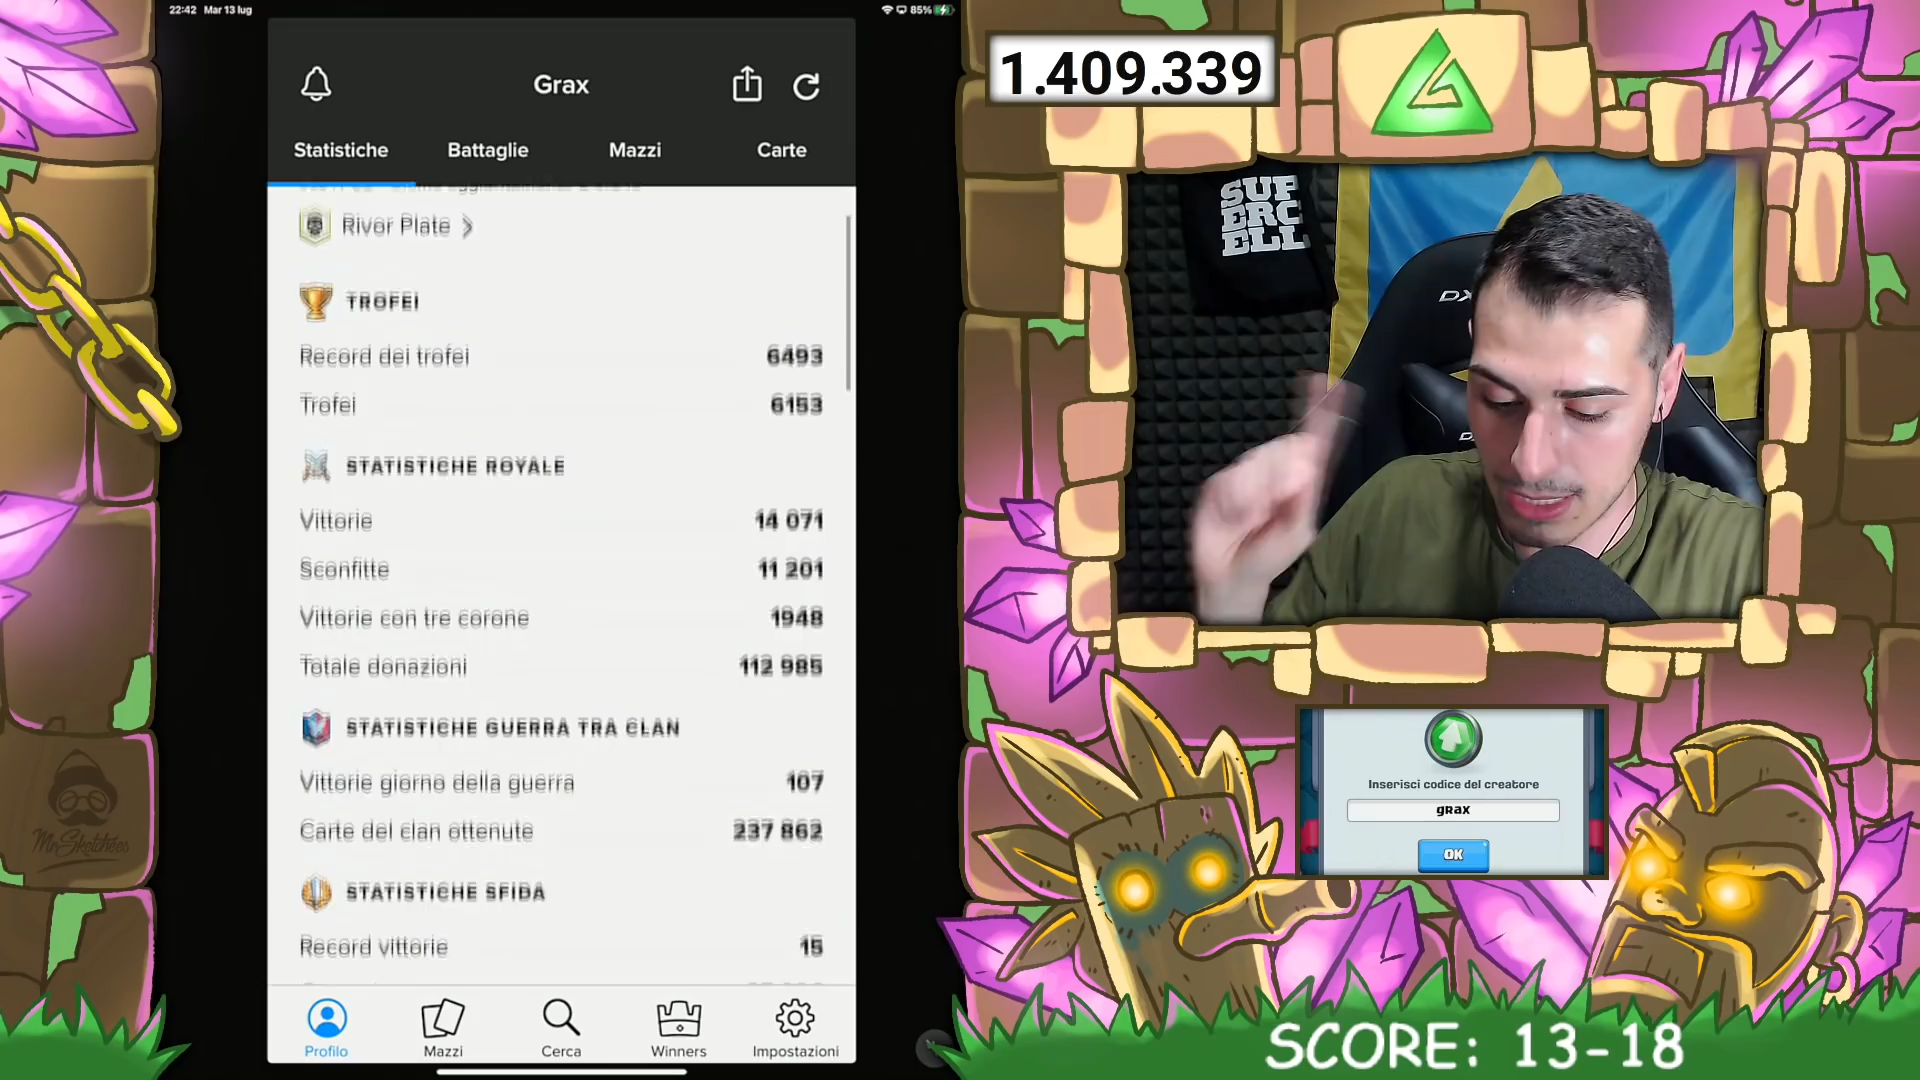 22:42 Mar 13 lug
85%
Grax
Statistiche Battaglie Mazzi Carte
River Plate
TROFEI
Record dei trofei 6493
Trofei 6153
STATISTICHE ROYALE
Vittorie 14 071
Sconfitte 11 201
Vittorie con tre corone 1948
Totale donazioni 112 985
STATISTICHE GUERRA TRA CLAN
Vittorie giorno della guerra 107
Carte del clan ottenute 237 862
STATISTICHE SFIDA
Record vittorie 15
Profilo Mazzi Cerca Winners Impostazioni
1.409.339
SUP
ERC
ELL
DX
Inserisci codice del creatore
grax
OK
SCORE: 13-18
Mr Sketchees